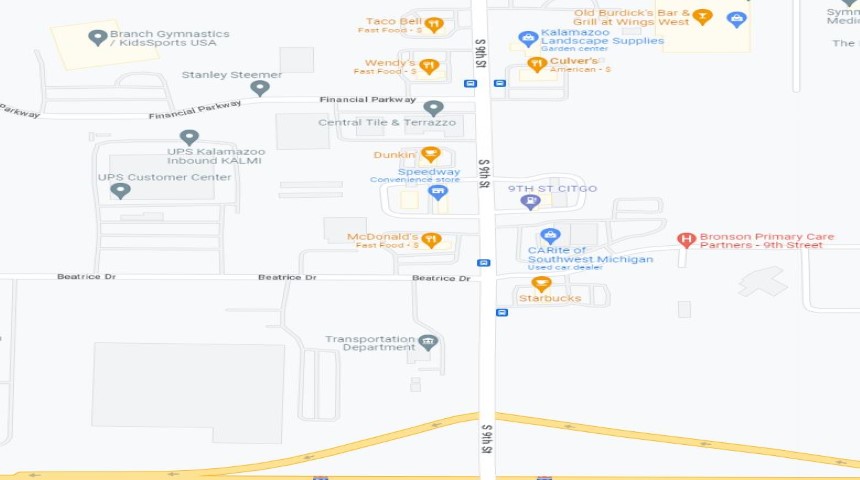 Branch Gymnastics
/ KidsSports USA
Taco Bell
Fast Food • $
Old Burdick's Bar &
Grill at Wings West
Kalamazoo
Landscape Supplies
Garden center
Symm
Medic
The
Wendy's
Fast Food • $
Culver's
American • $
Stanley Steemer
S 9th St
Parkway
Financial Parkway
Financial Parkway
Central Tile & Terrazzo
UPS Kalamazoo
Inbound KALMI
Dunkin'
UPS Customer Center
Speedway
Convenience store
S 9th St
9TH ST CITGO
McDonald's
Fast Food • $
CARite of
Southwest Michigan
Used car dealer
Bronson Primary Care
Partners - 9th Street
H
Beatrice Dr
Beatrice Dr
Beatrice Dr
Starbucks
Transportation
Department
S 9th St